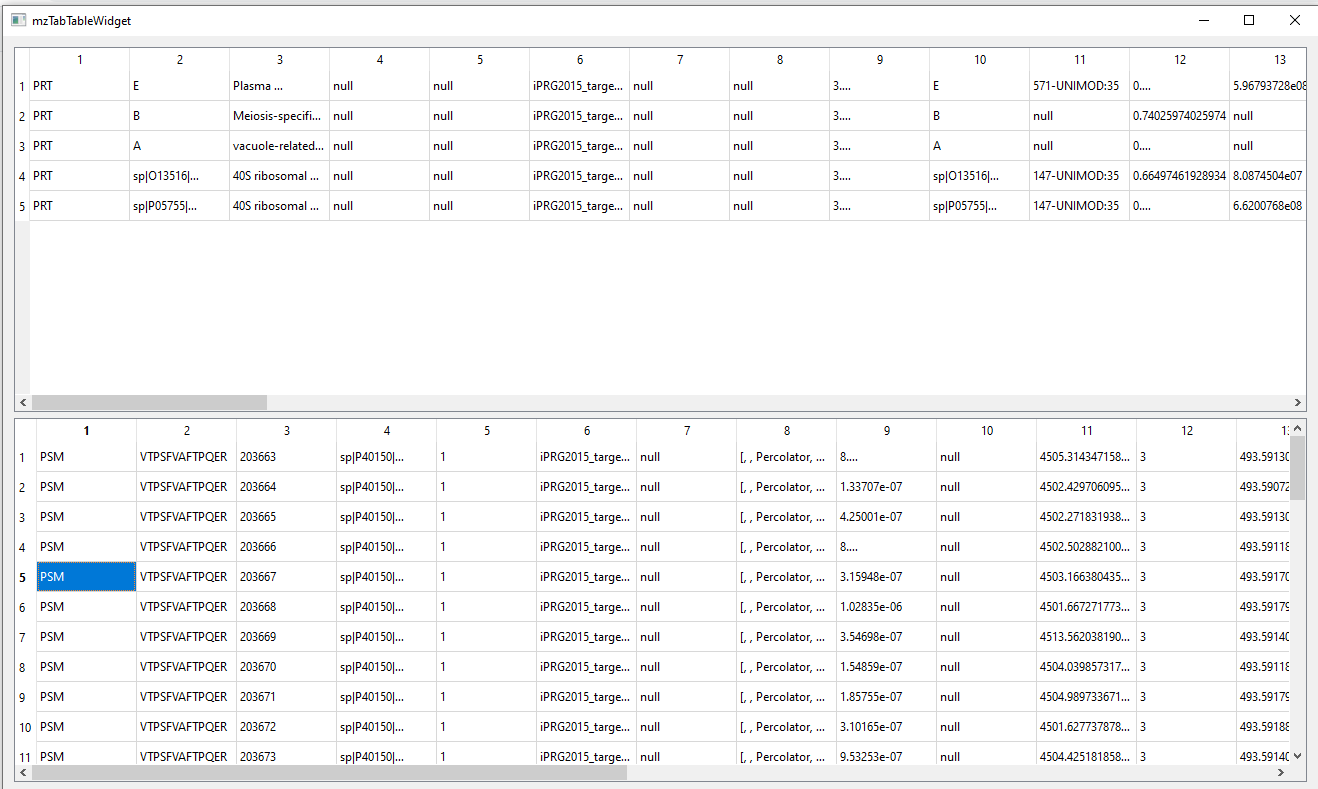 mzTabTableWidget
1 2 3 4 5 6 7 8 9 10 11 12 13
1 PRT E Plasma ... null null iPRG2015_targe... null null 3.... E 571-UNIMOD:35 0.... 5.96793728e08
2 PRT B Meiosis-specifi... null null iPRG2015_targe... null null 3.... B null 0.74025974025974 null
3 PRT A vacuole-related... null null iPRG2015_targe... null null 3.... A null 0.... null
4 PRT sp|O13516|... 40S ribosomal ... null null iPRG2015_targe... null null 3.... sp|O13516|... 147-UNIMOD:35 0.66497461928934 8.0874504e07
5 PRT sp|P05755|... 40S ribosomal ... null null iPRG2015_targe... null null 3.... sp|P05755|... 147-UNIMOD:35 0.... 6.6200768e08
1 2 3 4 5 6 7 8 9 10 11 12
1 PSM VTPSFVAFTPQER 203663 sp|P40150|... 1 iPRG2015_targe... null [, , Percolator, ... 8.... null 4505.314347158... 3 493.59130
2 PSM VTPSFVAFTPQER 203664 sp|P40150|... 1 iPRG2015_targe... null [, , Percolator, ... 1.33707e-07 null 4502.429706095... 3 493.59072
3 PSM VTPSFVAFTPQER 203665 sp|P40150|... 1 iPRG2015_targe... null [, , Percolator, ... 4.25001e-07 null 4502.271831938... 3 493.59130
4 PSM VTPSFVAFTPQER 203666 sp|P40150|... 1 iPRG2015_targe... null [, , Percolator, ... 8.... null 4502.502882100... 3 493.59118
5 PSM VTPSFVAFTPQER 203667 sp|P40150|... 1 iPRG2015_targe... null [, , Percolator, ... 3.15948e-07 null 4503.166380435... 3 493.59170
6 PSM VTPSFVAFTPQER 203668 sp|P40150|... 1 iPRG2015_targe... null [, , Percolator, ... 1.02835e-06 null 4501.667271773... 3 493.59179
7 PSM VTPSFVAFTPQER 203669 sp|P40150|... 1 iPRG2015_targe... null [, , Percolator, ... 3.54698e-07 null 4513.562038190... 3 493.59140
8 PSM VTPSFVAFTPQER 203670 sp|P40150|... 1 iPRG2015_targe... null [, , Percolator, ... 1.54859e-07 null 4504.039857317... 3 493.59118
9 PSM VTPSFVAFTPQER 203671 sp|P40150|... 1 iPRG2015_targe... null [, , Percolator, ... 1.85755e-07 null 4504.989733671... 3 493.59179
10 PSM VTPSFVAFTPQER 203672 sp|P40150|... 1 iPRG2015_targe... null [, , Percolator, ... 3.10165e-07 null 4501.627737878... 3 493.59188
11 PSM VTPSFVAFTPQER 203673 sp|P40150|... 1 iPRG2015_targe... null [, , Percolator, ... 9.53253e-07 null 4504.425181858... 3 493.59140